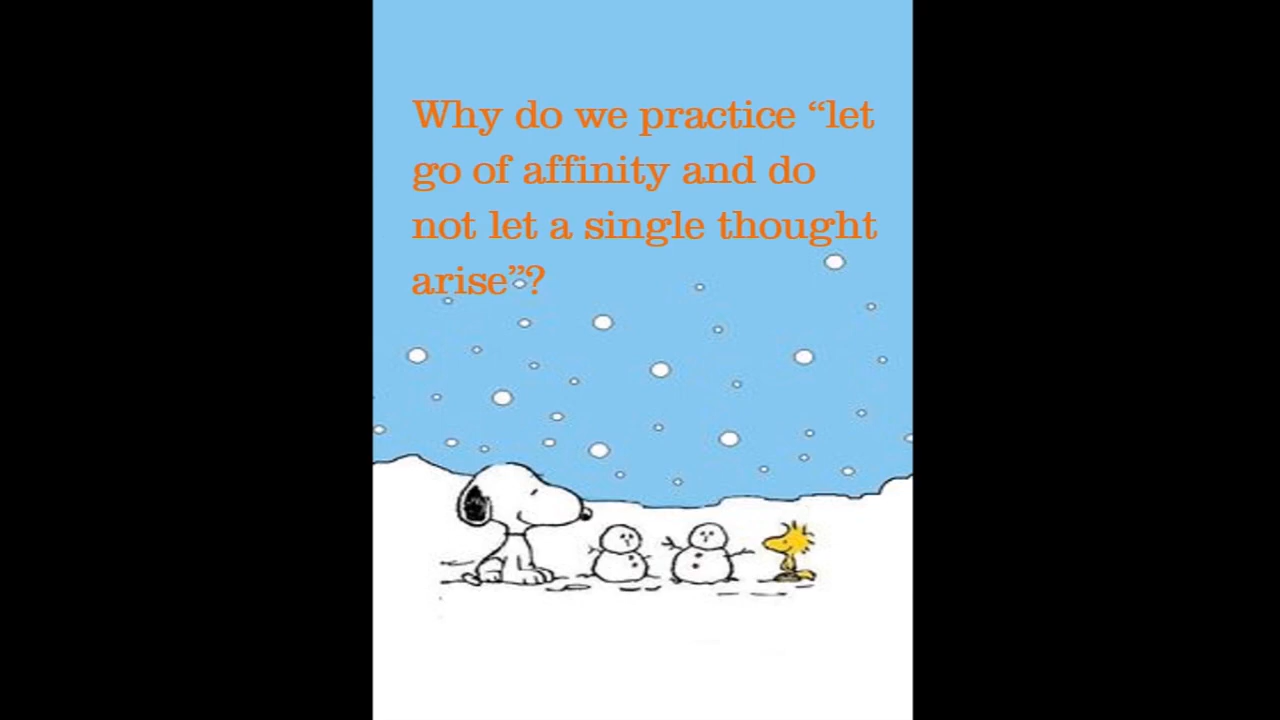 Why do we practice “let
go of affinity and do
not let a single thought
arise”?